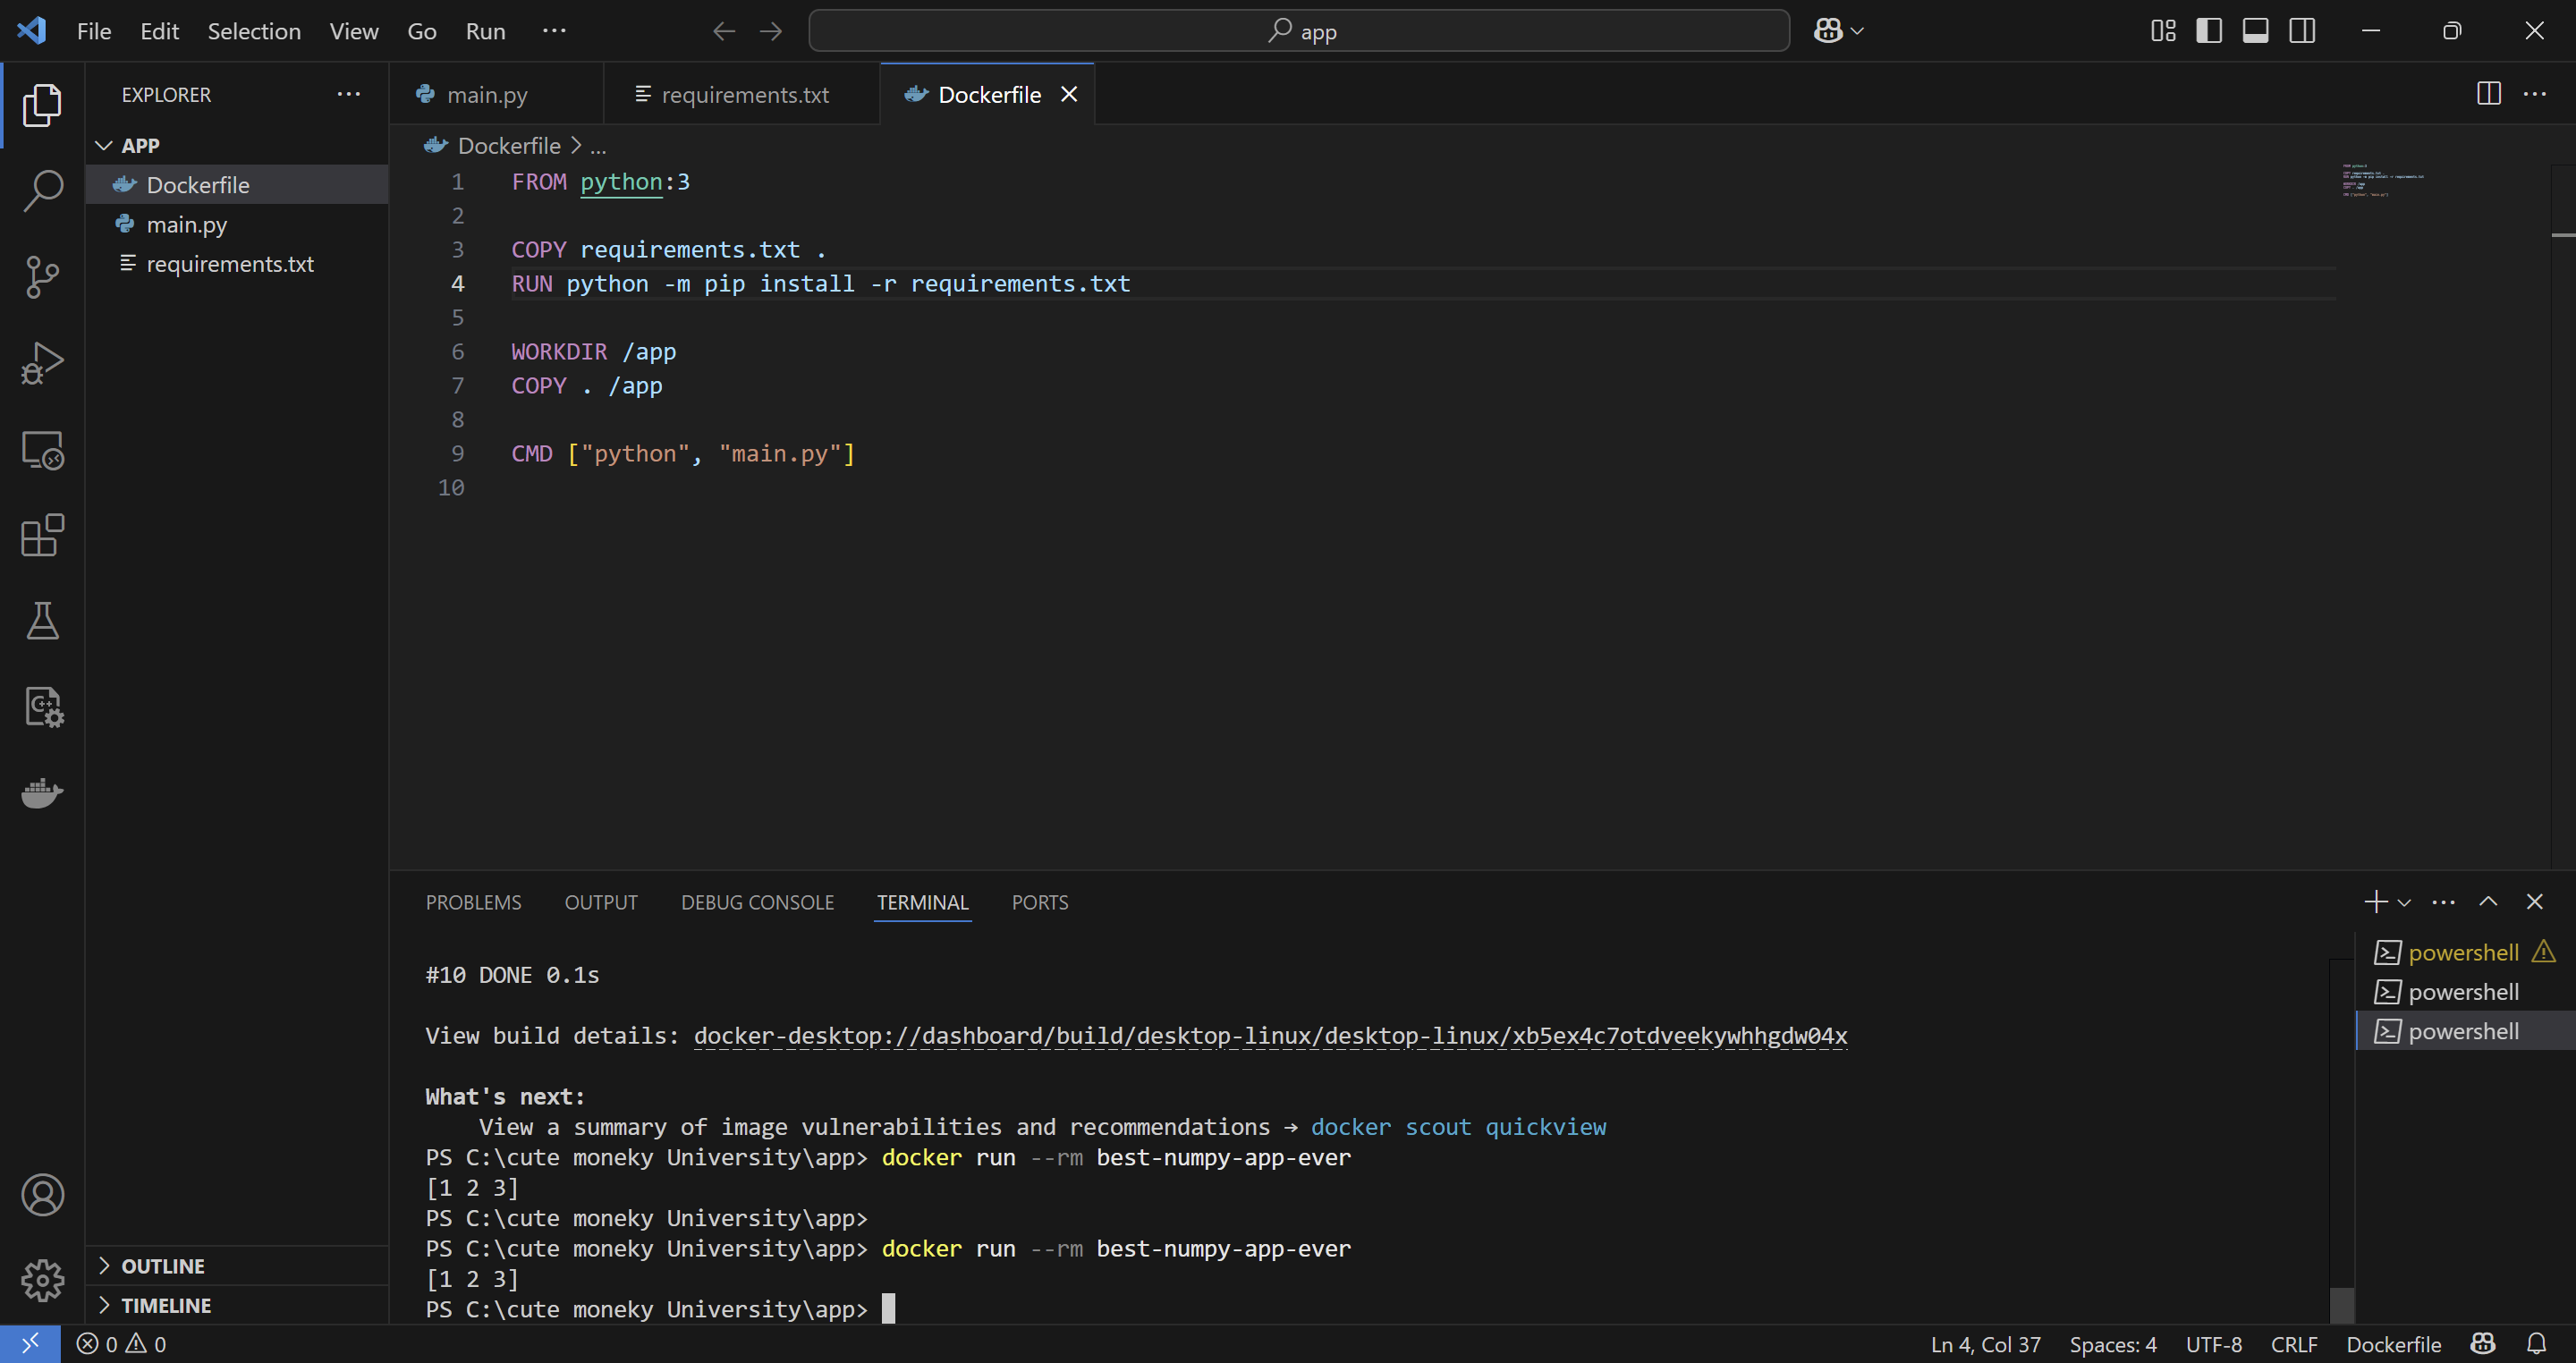 File Edit Selection View Go Run ...
app
EXPLORER
APP
Dockerfile
main.py
requirements.txt
OUTLINE
TIMELINE
main.py
requirements.txt
Dockerfile
Dockerfile > ...
1 FROM python:3
2
3 COPY requirements.txt .
4 RUN python -m pip install -r requirements.txt
5
6 WORKDIR /app
7 COPY . /app
8
9 CMD ["python", "main.py"]
10
PROBLEMS OUTPUT DEBUG CONSOLE TERMINAL PORTS
#10 DONE 0.1s
View build details: docker-desktop://dashboard/build/desktop-linux/desktop-linux/xb5ex4c7otdveekywhhgdw04x
What's next:
View a summary of image vulnerabilities and recommendations → docker scout quickview
PS C:\cute moneky University\app> docker run --rm best-numpy-app-ever
[1 2 3]
PS C:\cute moneky University\app>
PS C:\cute moneky University\app> docker run --rm best-numpy-app-ever
[1 2 3]
PS C:\cute moneky University\app>
powershell
powershell
powershell
0 0
Ln 4, Col 37 Spaces: 4 UTF-8 CRLF Dockerfile